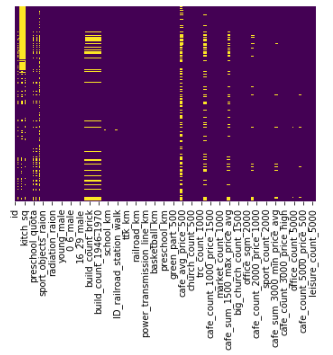 id
kitch_sq
preschool_quota
sport_objects_raion
radiation_raion
young_male
0_6_male
16_29_male
build_count_brick
build_count_1946-1970
school_km
ID_railroad_station_walk
ttk_km
railroad_km
power_transmission_line_km
basketball_km
preschool_km
green_part_500
cafe_avg_price_500
church_count_500
trc_count_1000
cafe_count_1000_price_1500
market_count_1000
cafe_sum_1500_max_price_avg
big_church_count_1500
office_sqm_2000
cafe_count_2000_price_1000
sport_count_2000
cafe_sum_3000_min_price_avg
cafe_count_3000_price_high
office_count_5000
cafe_count_5000_price_500
leisure_count_5000